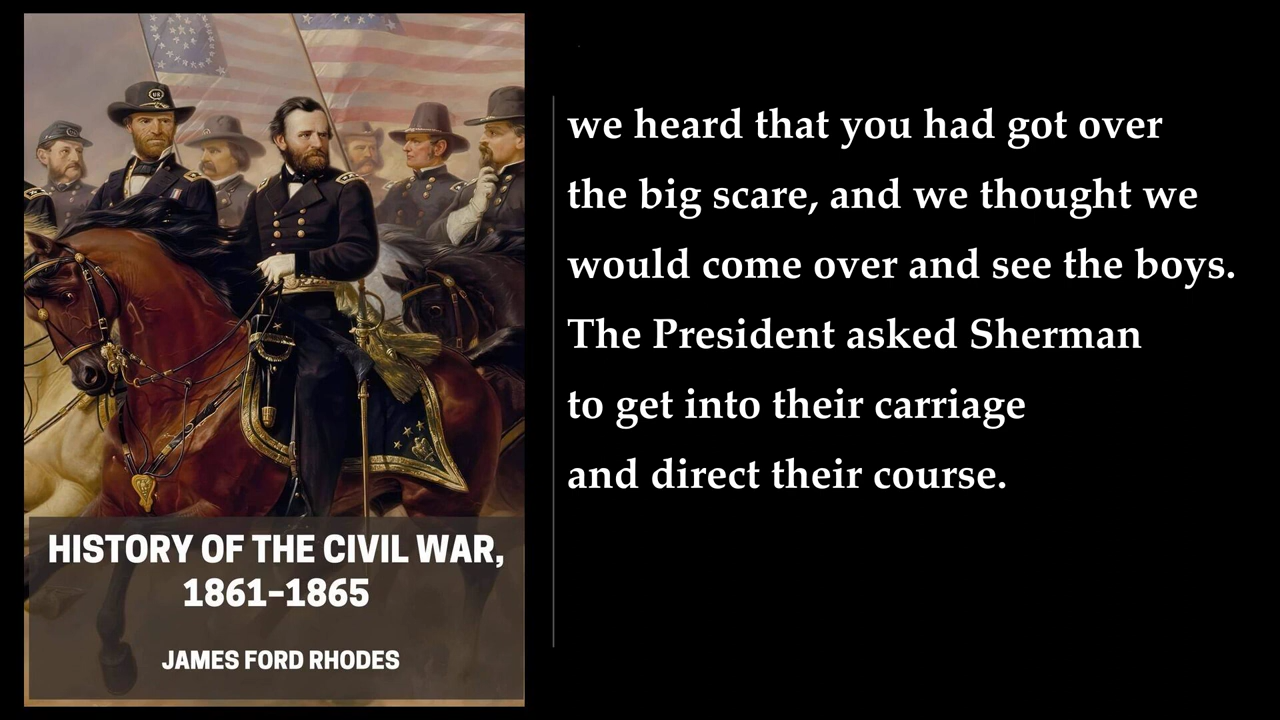 HISTORY OF THE CIVIL WAR,
1861–1865
JAMES FORD RHODES
we heard that you had got over
the big scare, and we thought we
would come over and see the boys.
The President asked Sherman
to get into their carriage
and direct their course.